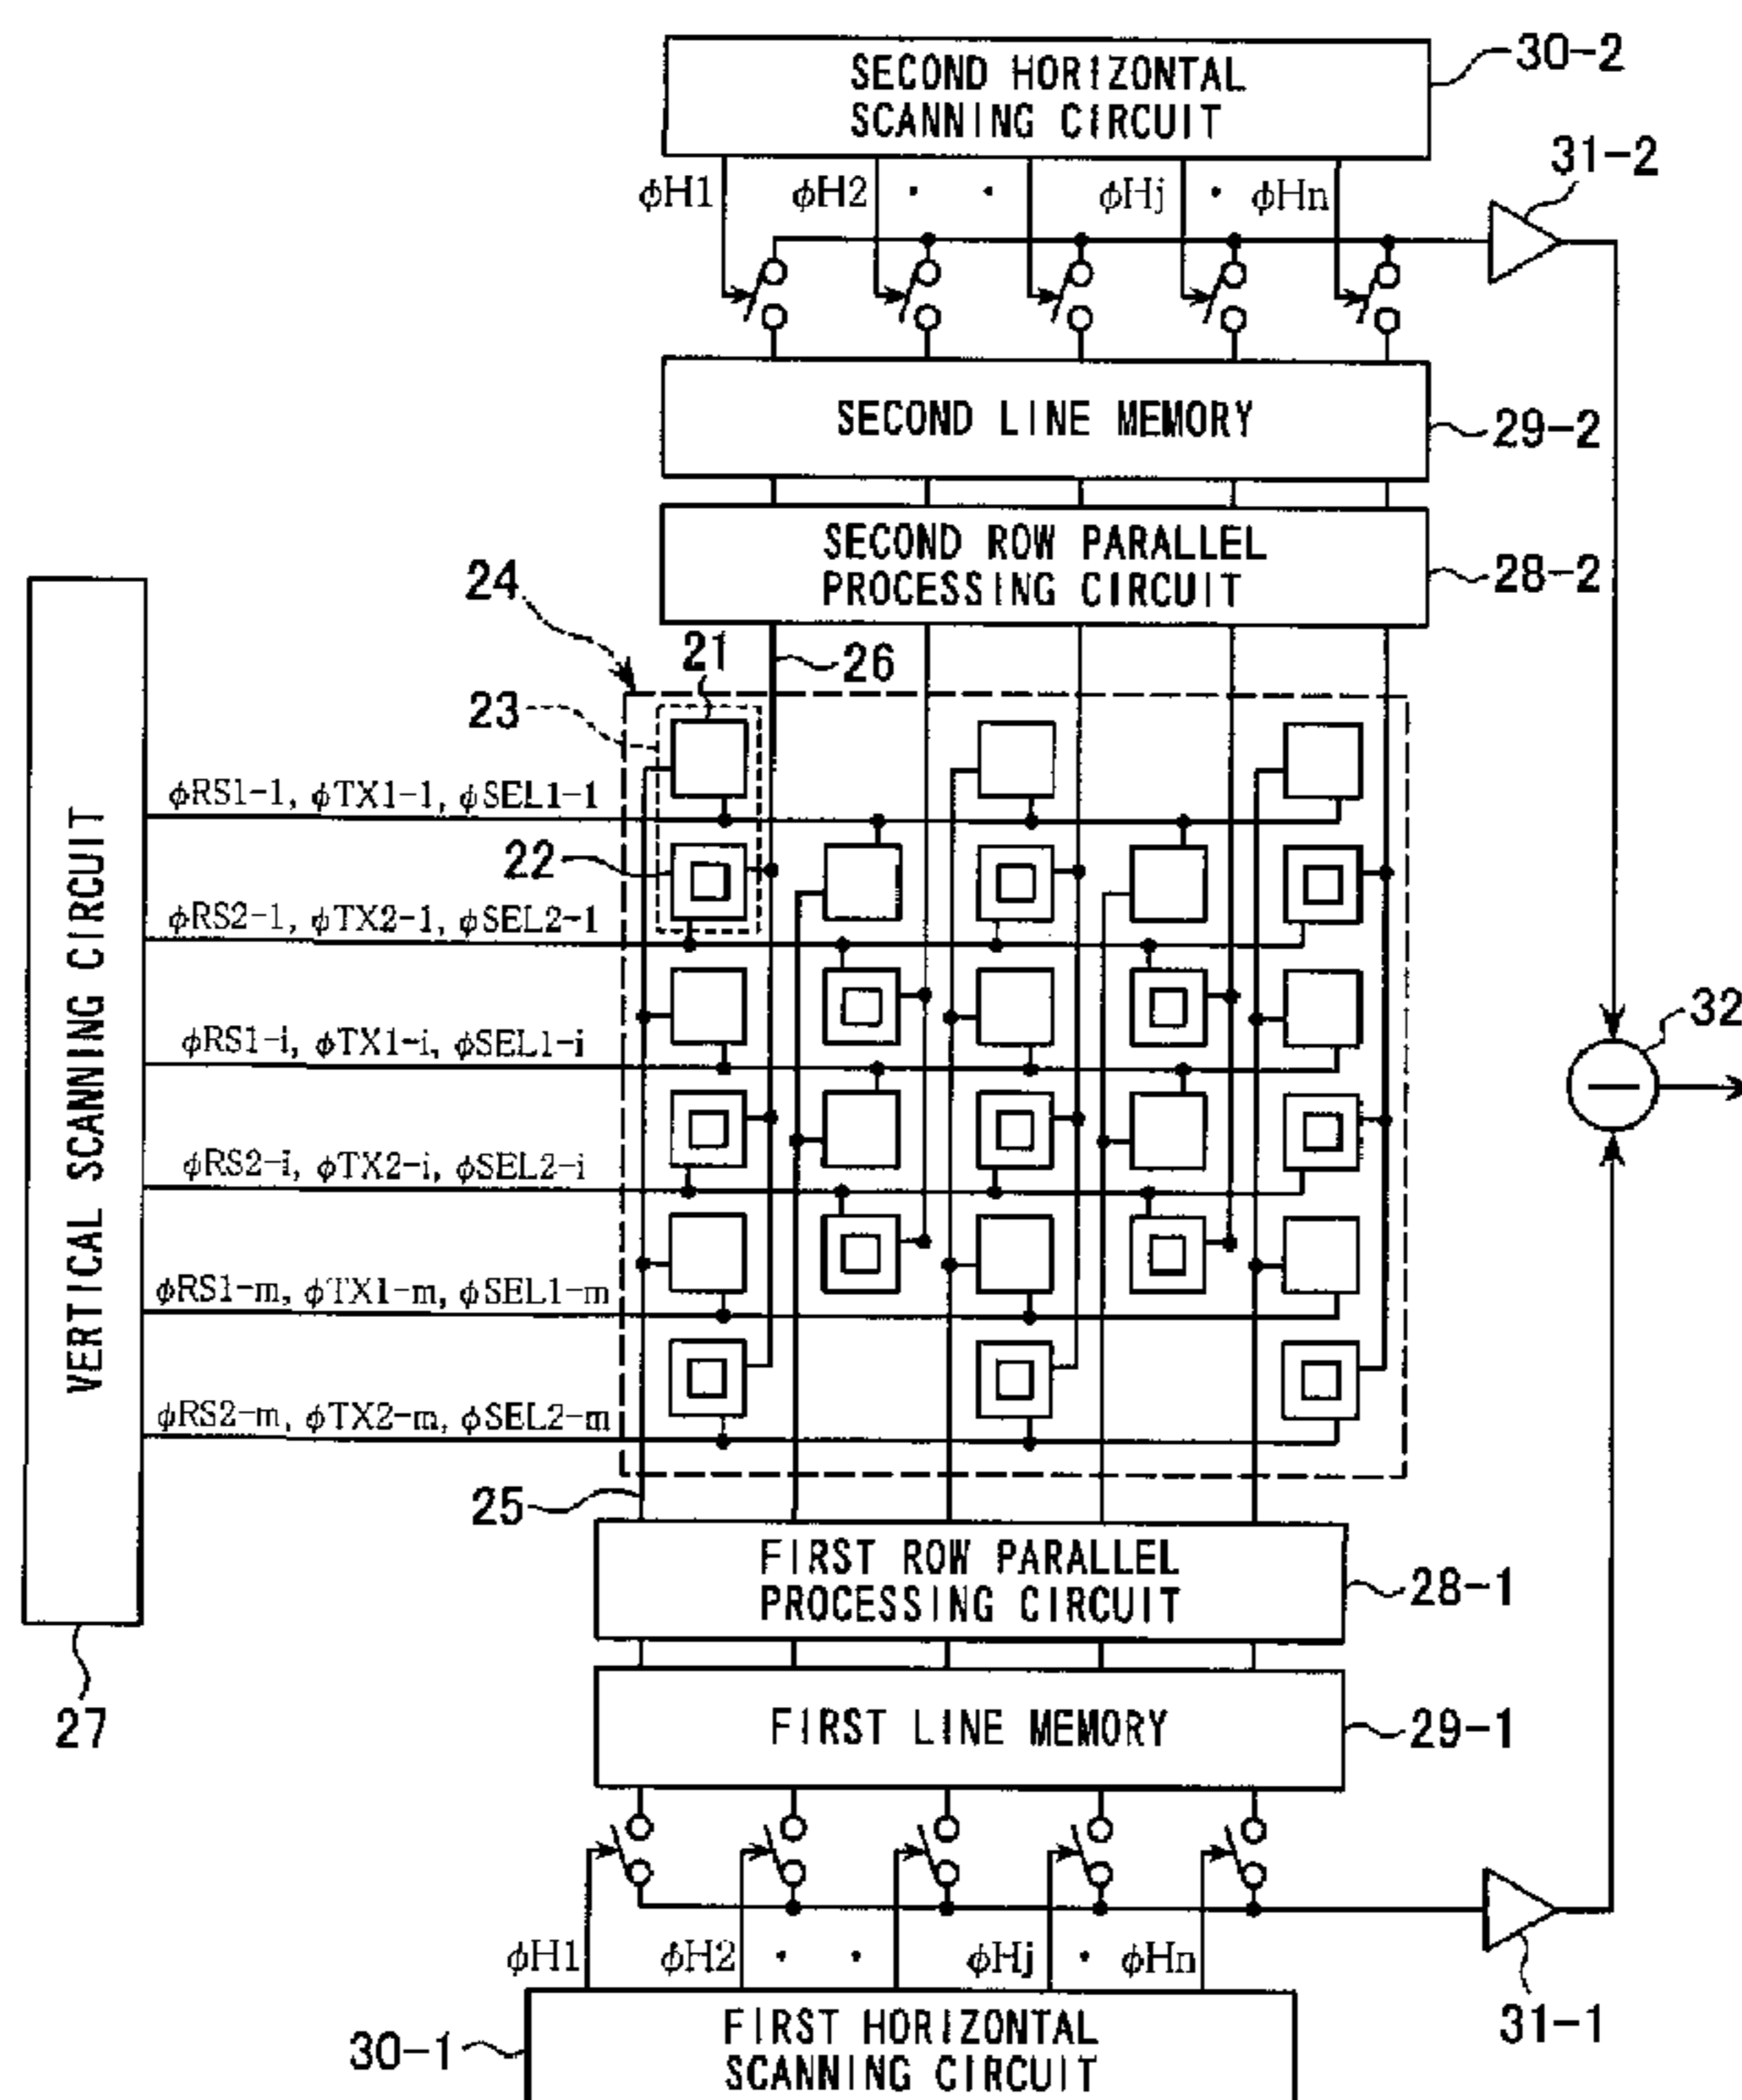 SECOND HORIZONTAL
SCANNING CIRCUIT
30-2
31-2
φH1 φH2 · · φHj · φHn
SECOND LINE MEMORY
29-2
SECOND ROW PARALLEL
PROCESSING CIRCUIT
28-2
24
21
26
23
VERTICAL SCANNING CIRCUIT
φRS1-1, φTX1-1, φSEL1-1
22
φRS2-1, φTX2-1, φSEL2-1
32
φRS1-i, φTX1-i, φSEL1-i
φRS2-i, φTX2-i, φSEL2-i
φRS1-m, φTX1-m, φSEL1-m
φRS2-m, φTX2-m, φSEL2-m
25
FIRST ROW PARALLEL
PROCESSING CIRCUIT
28-1
27
FIRST LINE MEMORY
29-1
φH1 φH2 · · φHj · φHn
31-1
FIRST HORIZONTAL
SCANNING CIRCUIT
30-1